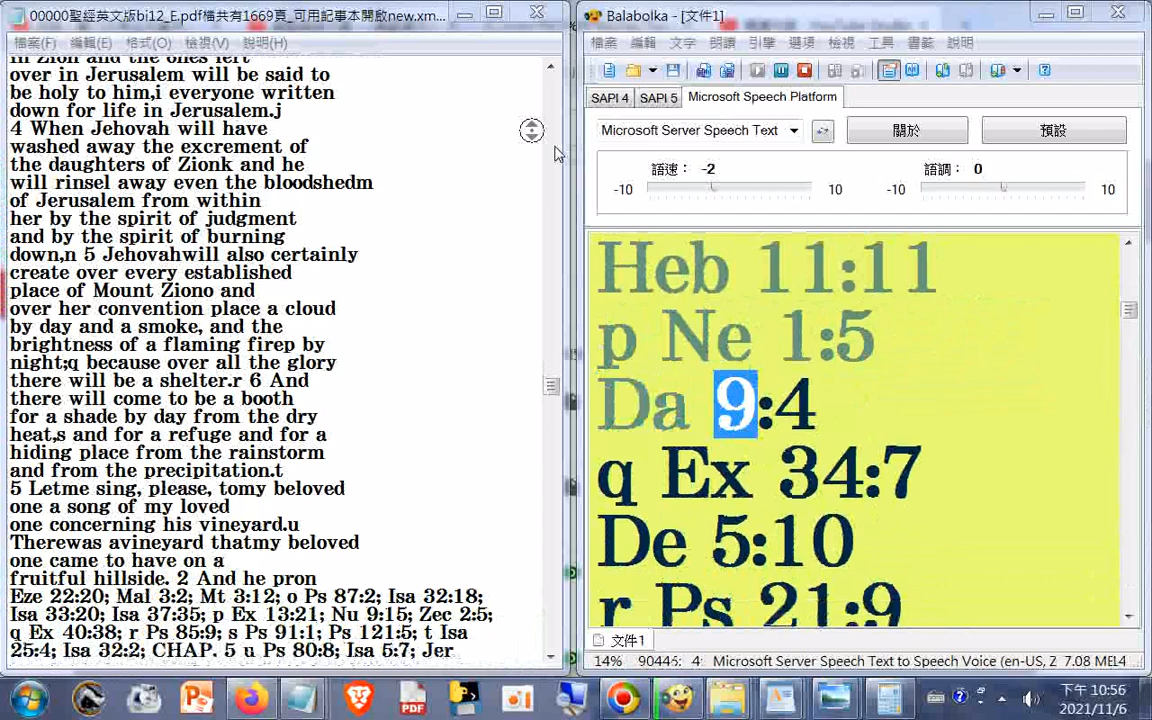 00000聖經英文版bi12_E.pdf檔共有1669頁_可用記事本開啟new.xm...
檔案(F) 編輯(E) 格式(O) 檢視(V) 說明(H)
in Zion and the ones left
over in Jerusalem will be said to
be holy to him,i everyone written
down for life in Jerusalem.j
4 When Jehovah will have
washed away the excrement of
the daughters of Zionk and he
will rinsel away even the bloodshedm
of Jerusalem from within
her by the spirit of judgment
and by the spirit of burning
down,n 5 Jehovahwill also certainly
create over every established
place of Mount Ziono and
over her convention place a cloud
by day and a smoke, and the
brightness of a flaming firep by
night;q because over all the glory
there will be a shelter.r 6 And
there will come to be a booth
for a shade by day from the dry
heat,s and for a refuge and for a
hiding place from the rainstorm
and from the precipitation.t
5 Letme sing, please, tomy beloved
one a song of my loved
one concerning his vineyard.u
Therewas avineyard thatmy beloved
one came to have on a
fruitful hillside. 2 And he pron
Eze 22:20; Mal 3:2; Mt 3:12; o Ps 87:2; Isa 32:18;
Isa 33:20; Isa 37:35; p Ex 13:21; Nu 9:15; Zec 2:5;
q Ex 40:38; r Ps 85:9; s Ps 91:1; Ps 121:5; t Isa
25:4; Isa 32:2; CHAP. 5 u Ps 80:8; Isa 5:7; Jer
Balabolka - [文件1]
檔案 編輯 文字 朗讀 引擎 選項 檢視 工具 書籤 說明
SAPI 4 SAPI 5 Microsoft Speech Platform
Microsoft Server Speech Text 關於 預設
語速： -2 語調： 0
-10 10 -10 10
Heb 11:11
p Ne 1:5
Da 9:4
q Ex 34:7
De 5:10
r Ps 21:9
文件1
14% 90446: 4: Microsoft Server Speech Text to Speech Voice (en-US, Z 7.08 ME14
PDF
下午 10:56
2021/11/6